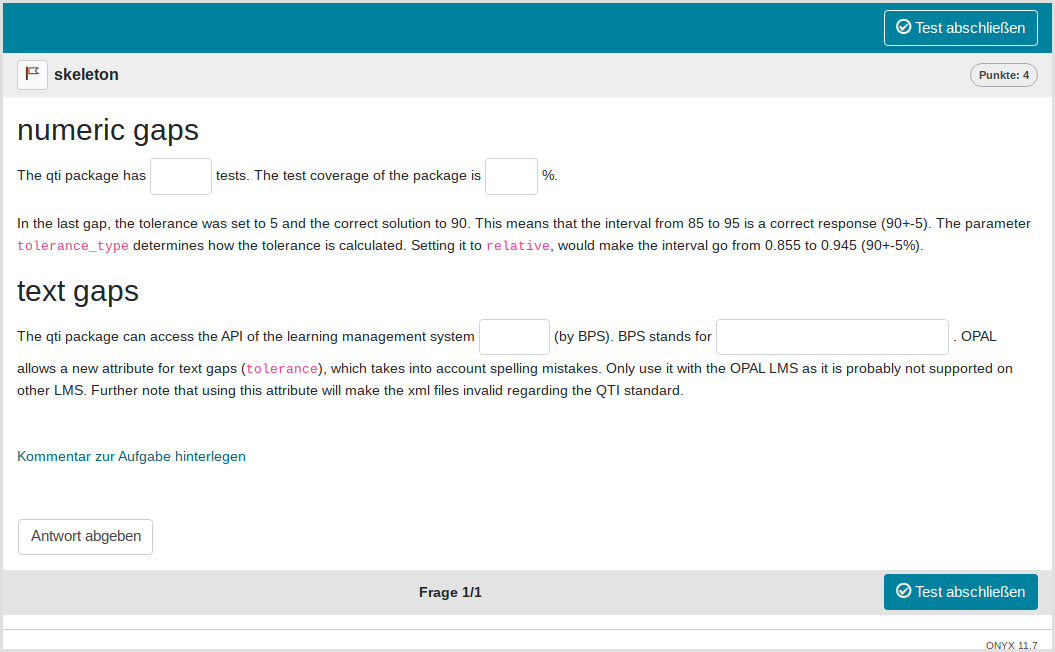 Test abschließen
skeleton
Punkte: 4
numeric gaps
The qti package has tests. The test coverage of the package is %.
In the last gap, the tolerance was set to 5 and the correct solution to 90. This means that the interval from 85 to 95 is a correct response (90+-5). The parameter
tolerance_type determines how the tolerance is calculated. Setting it to relative, would make the interval go from 0.855 to 0.945 (90+-5%).
text gaps
The qti package can access the API of the learning management system (by BPS). BPS stands for . OPAL
allows a new attribute for text gaps (tolerance), which takes into account spelling mistakes. Only use it with the OPAL LMS as it is probably not supported on
other LMS. Further note that using this attribute will make the xml files invalid regarding the QTI standard.
Kommentar zur Aufgabe hinterlegen
Antwort abgeben
Frage 1/1
Test abschließen
ONYX 11.7